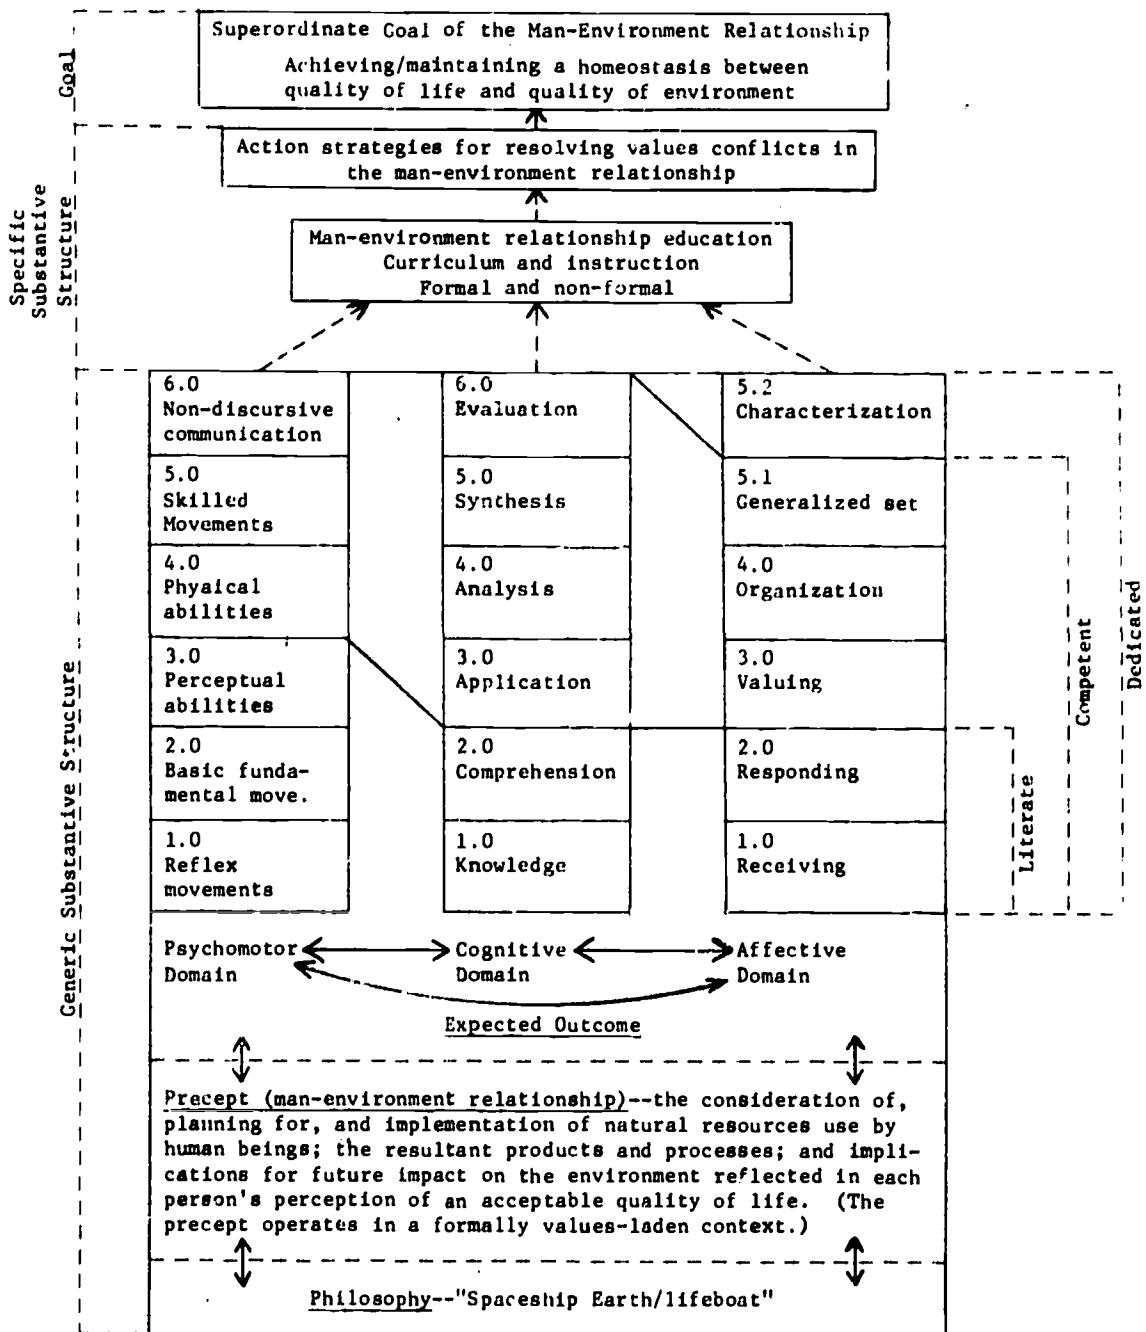 Superordinate Goal of the Man-Environment Relationship
Achieving/maintaining a homeostasis between
quality of life and quality of environment
Goal
Action strategies for resolving values conflicts in
the man-environment relationship
Man-environment relationship education
Curriculum and instruction
Formal and non-formal
Specific
Substantive
Structure
6.0
Non-discursive
communication
6.0
Evaluation
5.2
Characterization
5.0
Skilled
Movements
5.0
Synthesis
5.1
Generalized set
4.0
Phyaical
abilities
4.0
Analysis
4.0
Organization
3.0
Perceptual
abilities
3.0
Application
3.0
Valuing
2.0
Basic funda-
mental move.
2.0
Comprehension
2.0
Responding
1.0
Reflex
movements
1.0
Knowledge
1.0
Receiving
Literate
Competent
Dedicated
Generic Substantive Structure
Psychomotor
Domain
Cognitive
Domain
Affective
Domain
Expected Outcome
Precept (man-environment relationship)--the consideration of,
planning for, and implementation of natural resources use by
human beings; the resultant products and processes; and impli-
cations for future impact on the environment reflected in each
person's perception of an acceptable quality of life. (The
precept operates in a formally values-laden context.)
Philosophy--"Spaceship Earth/lifeboat"